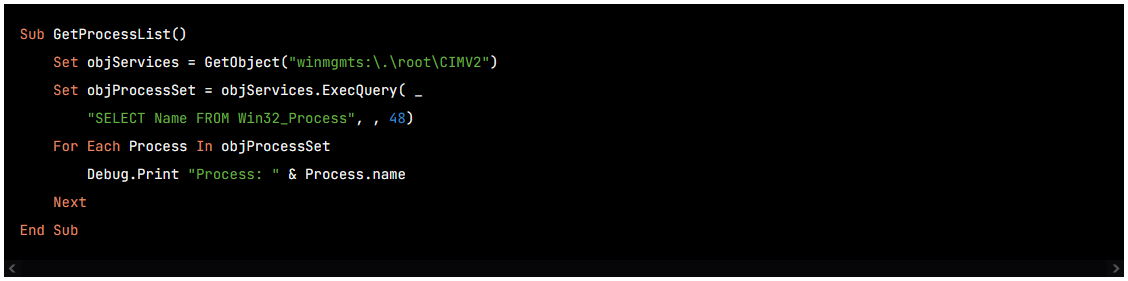 Sub GetProcessList()
    Set objServices = GetObject("winmgmts:\.\root\CIMV2")
    Set objProcessSet = objServices.ExecQuery( _
        "SELECT Name FROM Win32_Process", , 48)
    For Each Process In objProcessSet
        Debug.Print "Process: " & Process.name
    Next
End Sub